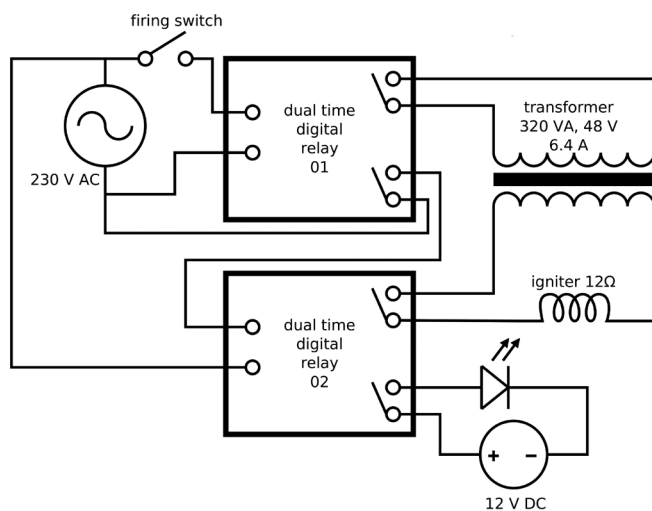 firing switch
dual time
digital
relay
01
transformer
320 VA, 48 V
6.4 A
230 V AC
igniter 12Ω
dual time
digital
relay
02
+ −
12 V DC